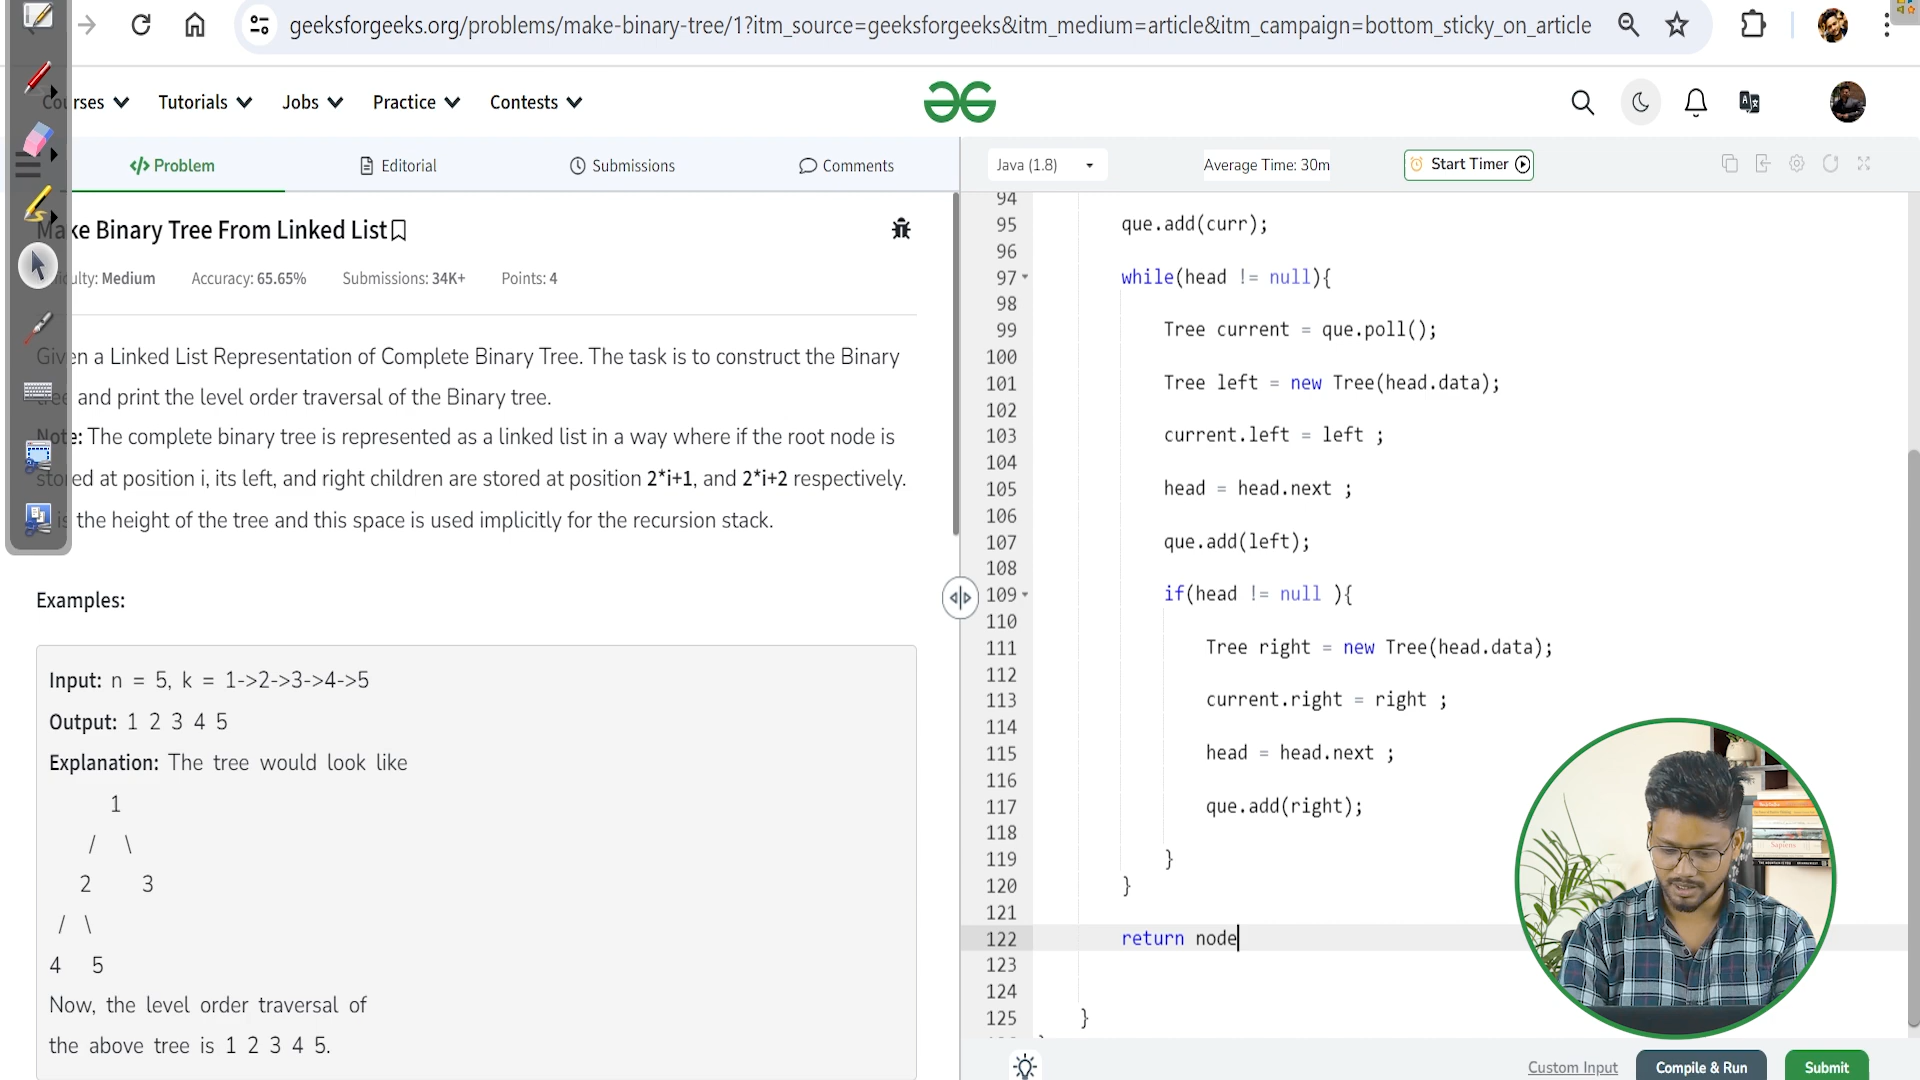 geeksforgeeks.org/problems/make-binary-tree/1?itm_source=geeksforgeeks&itm_medium=article&itm_campaign=bottom_sticky_on_article
Courses Tutorials Jobs Practice Contests
Problem Editorial Submissions Comments
Java (1.8) Average Time: 30m Start Timer
ke Binary Tree From Linked List
ulty: Medium Accuracy: 65.65% Submissions: 34K+ Points: 4
Given a Linked List Representation of Complete Binary Tree. The task is to construct the Binary
tree and print the level order traversal of the Binary tree.
Note: The complete binary tree is represented as a linked list in a way where if the root node is
stored at position i, its left, and right children are stored at position 2*i+1, and 2*i+2 respectively.
is the height of the tree and this space is used implicitly for the recursion stack.
Examples:
Input: n = 5, k = 1->2->3->4->5
Output: 1 2 3 4 5
Explanation: The tree would look like
1
/ \
2 3
/ \
4 5
Now, the level order traversal of
the above tree is 1 2 3 4 5.
94
95 que.add(curr);
96
97 while(head != null){
98
99 Tree current = que.poll();
100
101 Tree left = new Tree(head.data);
102
103 current.left = left ;
104
105 head = head.next ;
106
107 que.add(left);
108
109 if(head != null ){
110
111 Tree right = new Tree(head.data);
112
113 current.right = right ;
114
115 head = head.next ;
116
117 que.add(right);
118
119 }
120 }
121
122 return node
123
124
125 }
Sapiens
Custom Input Compile & Run Submit